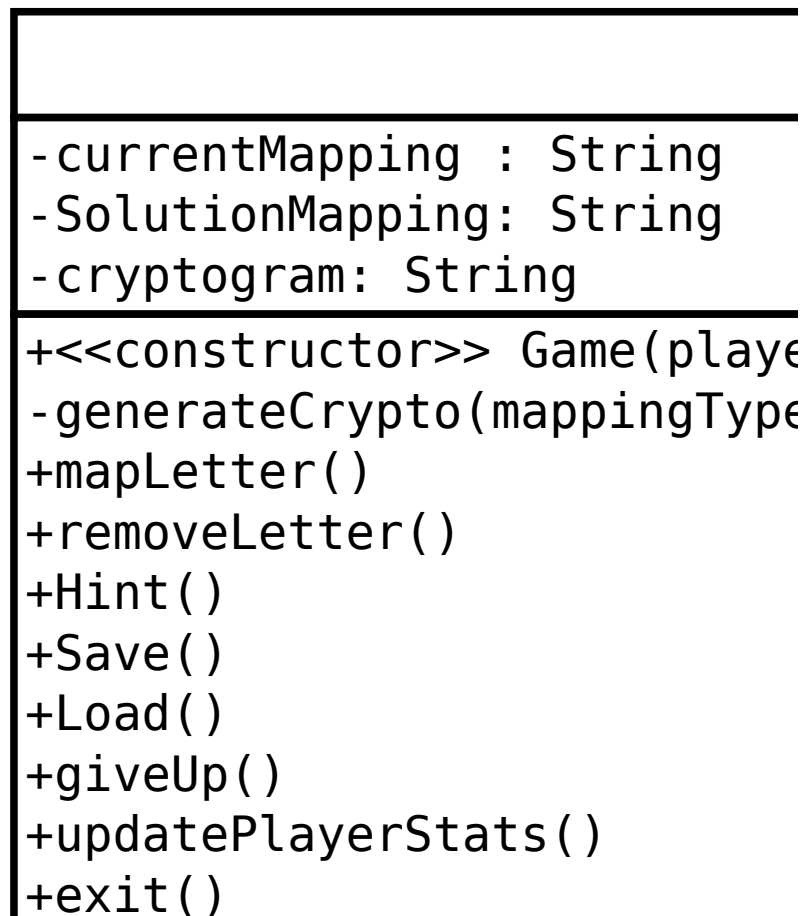 -currentMapping : String
-SolutionMapping: String
-cryptogram: String
+<<constructor>> Game(playe
-generateCrypto(mappingType
+mapLetter()
+removeLetter()
+Hint()
+Save()
+Load()
+giveUp()
+updatePlayerStats()
+exit()